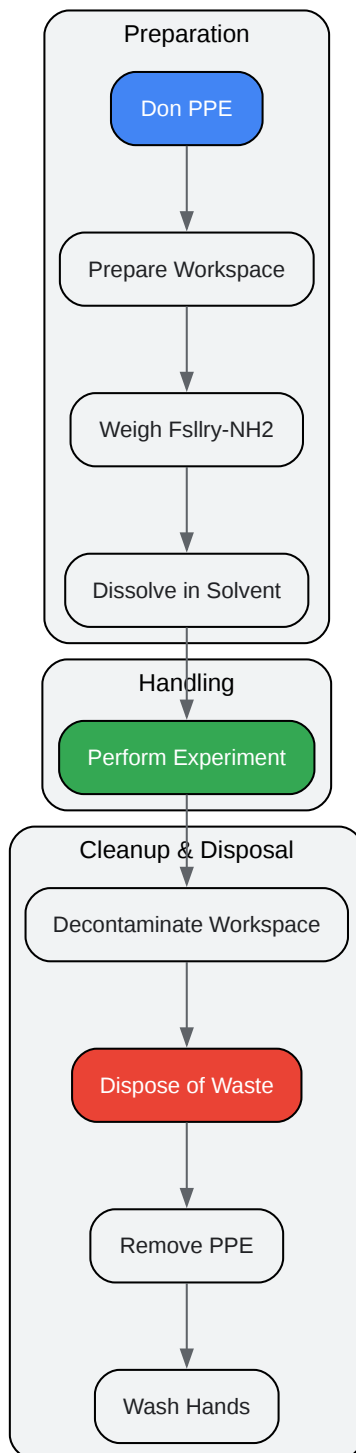 Preparation
Don PPE
Prepare Workspace
Weigh Fsllry-NH2
Dissolve in Solvent
Handling
Perform Experiment
Cleanup & Disposal
Decontaminate Workspace
Dispose of Waste
Remove PPE
Wash Hands